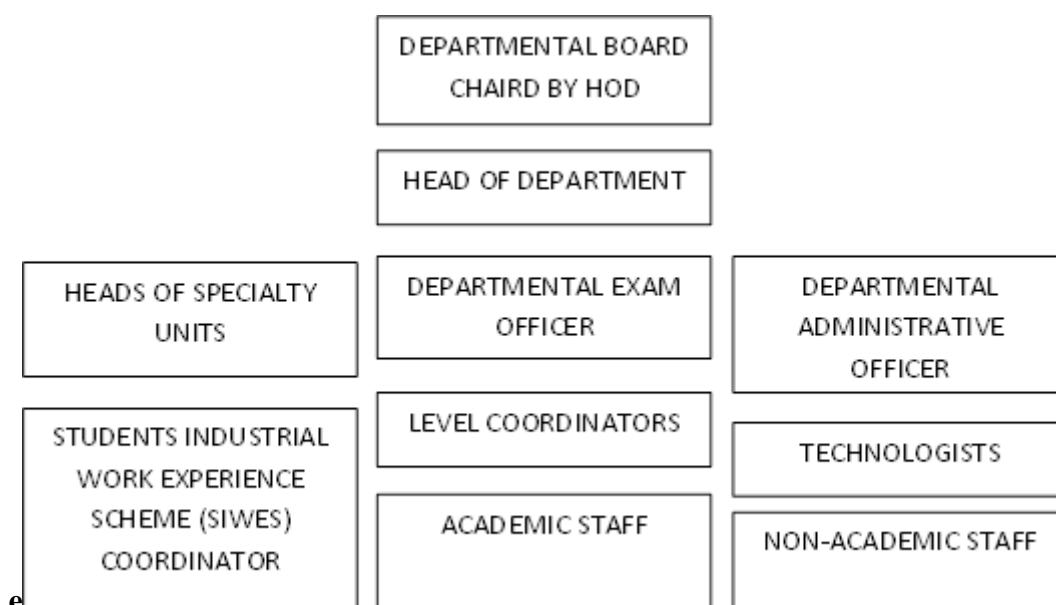 DEPARTMENTAL BOARD
CHAIRD BY HOD
HEAD OF DEPARTMENT
HEADS OF SPECIALTY
UNITS
DEPARTMENTAL EXAM
OFFICER
DEPARTMENTAL
ADMINISTRATIVE
OFFICER
STUDENTS INDUSTRIAL
WORK EXPERIENCE
SCHEME (SIWES)
COORDINATOR
LEVEL COORDINATORS
TECHNOLOGISTS
ACADEMIC STAFF
NON-ACADEMIC STAFF
e